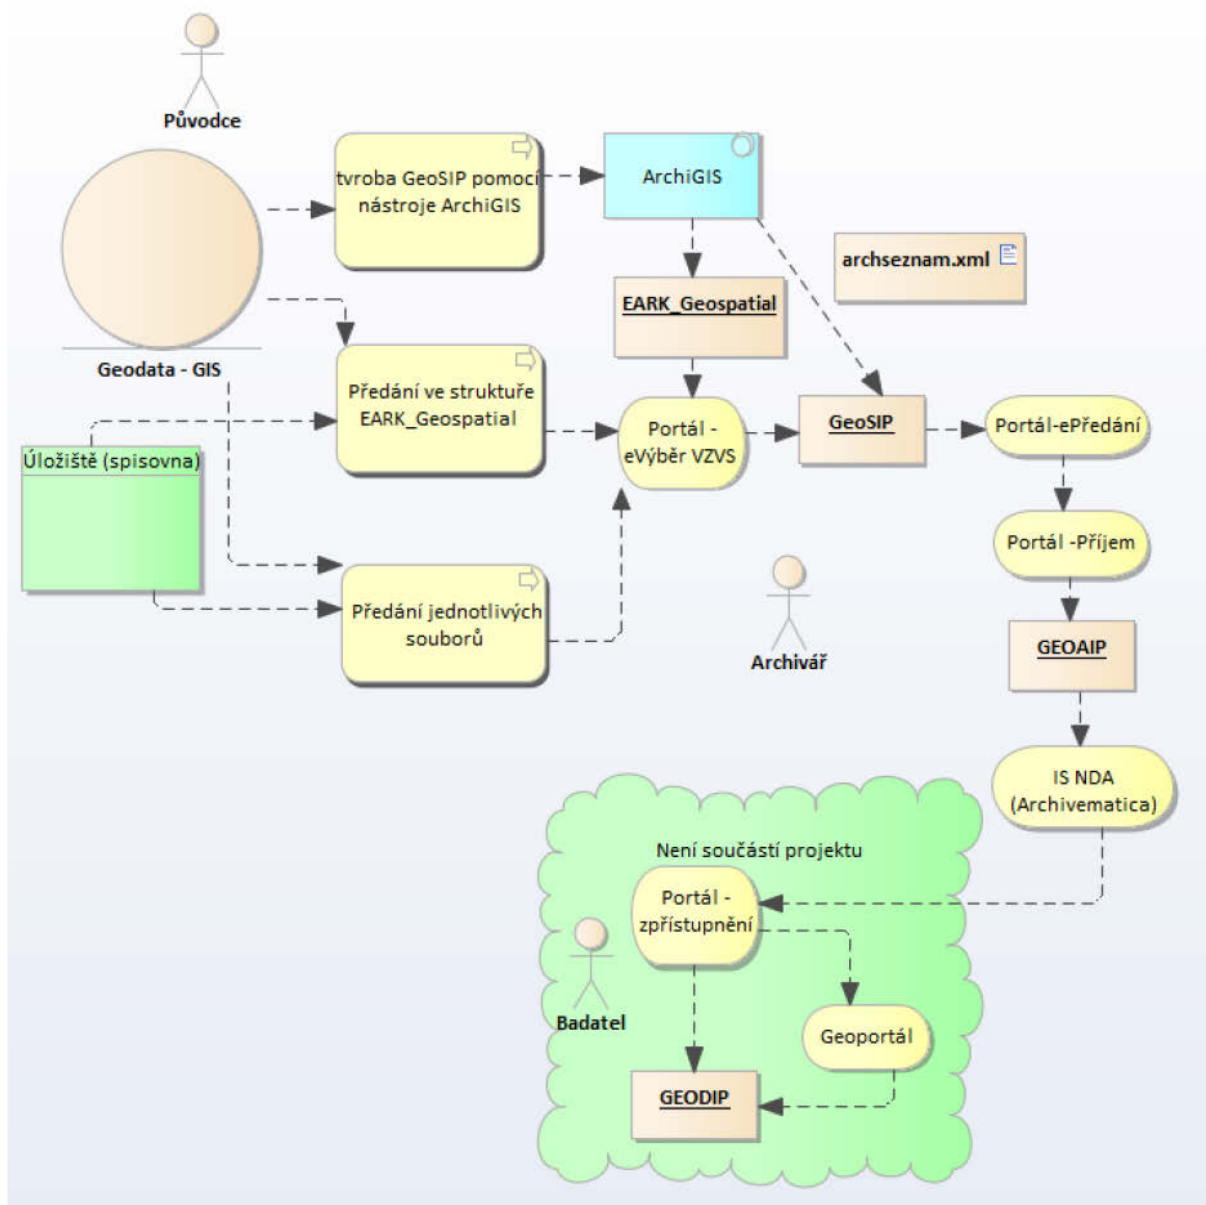 Původce
tvroba GeoSIP pomocí
nástroje ArchiGIS
ArchiGIS
archseznam.xml
EARK_Geospatial
Geodata - GIS
Předání ve struktuře
EARK_Geospatial
Portál -
eVýběr VZVS
GeoSIP
Portál-ePředání
Úložiště (spisovna)
Portál -Příjem
Předání jednotlivých
souborů
Archivář
GEOAIP
IS NDA
(Archivematica)
Není součástí projektu
Portál -
zpřístupnění
Badatel
Geoportál
GEODIP